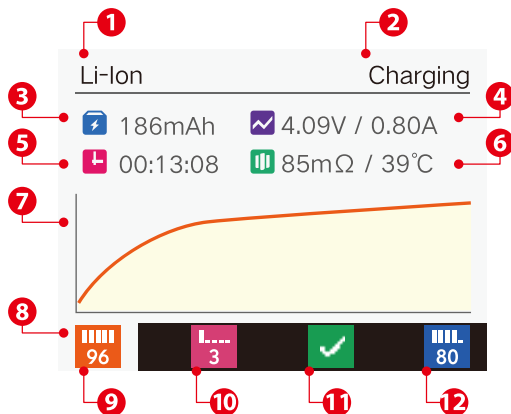 1 2
Li-Ion Charging
3 186mAh 4.09V / 0.80A 4
5 00:13:08 85mΩ / 39℃ 6
7
8
96 3 80
9 10 11 12